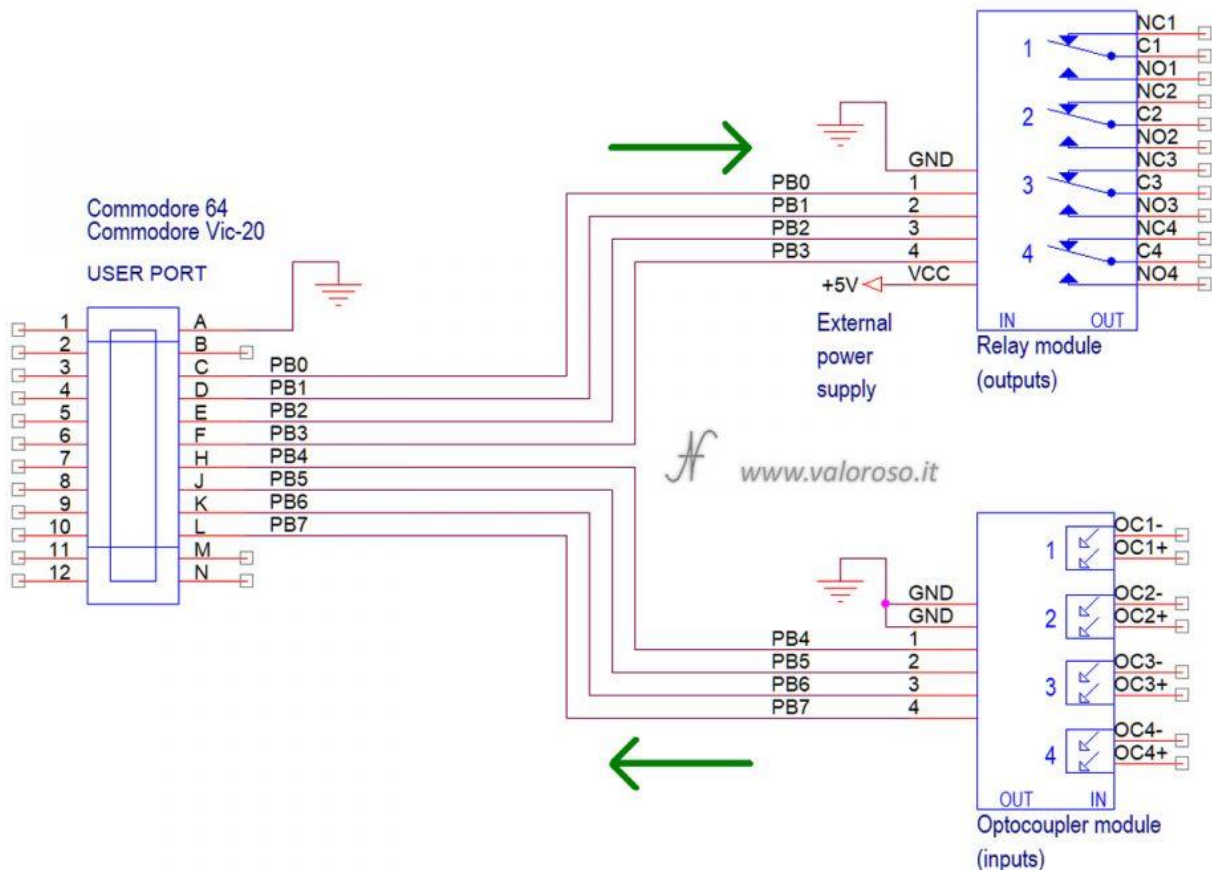 Commodore 64
Commodore Vic-20
USER PORT
1
2
3
4
5
6
7
8
9
10
11
12
A
B
C
D
E
F
H
J
K
L
M
N
PB0
PB1
PB2
PB3
PB4
PB5
PB6
PB7
GND
PB0 1
PB1 2
PB2 3
PB3 4
+5V VCC
External
power
supply
1
2
3
4
NC1
C1
NO1
NC2
C2
NO2
NC3
C3
NO3
NC4
C4
NO4
IN OUT
Relay module
(outputs)
www.valoroso.it
GND
GND
PB4 1
PB5 2
PB6 3
PB7 4
1
2
3
4
OC1-
OC1+
OC2-
OC2+
OC3-
OC3+
OC4-
OC4+
OUT IN
Optocoupler module
(inputs)